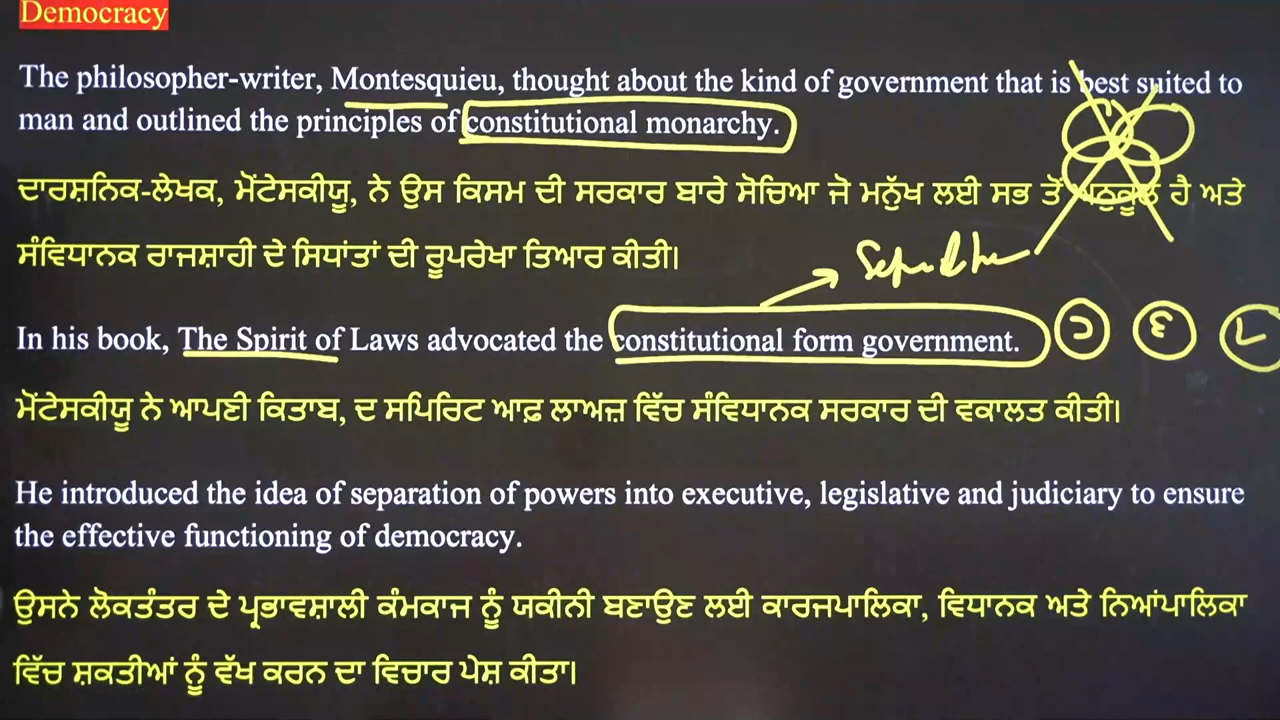 Democracy
The philosopher-writer, Montesquieu, thought about the kind of government that is best suited to
man and outlined the principles of constitutional monarchy.
ਦਾਰਸ਼ਨਿਕ-ਲੇਖਕ, ਮੋਂਟੇਸਕੀਯੂ, ਨੇ ਉਸ ਕਿਸਮ ਦੀ ਸਰਕਾਰ ਬਾਰੇ ਸੋਚਿਆ ਜੋ ਮਨੁੱਖ ਲਈ ਸਭ ਤੋਂ ਅਨੁਕੂਲ ਹੈ ਅਤੇ
ਸੰਵਿਧਾਨਕ ਰਾਜਸ਼ਾਹੀ ਦੇ ਸਿਧਾਂਤਾਂ ਦੀ ਰੂਪਰੇਖਾ ਤਿਆਰ ਕੀਤੀ।
In his book, The Spirit of Laws advocated the constitutional form government.
ਮੋਂਟੇਸਕੀਯੂ ਨੇ ਆਪਣੀ ਕਿਤਾਬ, ਦ ਸਪਿਰਿਟ ਆਫ਼ ਲਾਅਜ਼ ਵਿੱਚ ਸੰਵਿਧਾਨਕ ਸਰਕਾਰ ਦੀ ਵਕਾਲਤ ਕੀਤੀ।
He introduced the idea of separation of powers into executive, legislative and judiciary to ensure
the effective functioning of democracy.
ਉਸਨੇ ਲੋਕਤੰਤਰ ਦੇ ਪ੍ਰਭਾਵਸ਼ਾਲੀ ਕੰਮਕਾਜ ਨੂੰ ਯਕੀਨੀ ਬਣਾਉਣ ਲਈ ਕਾਰਜਪਾਲਿਕਾ, ਵਿਧਾਨਕ ਅਤੇ ਨਿਆਂਪਾਲਿਕਾ
ਵਿੱਚ ਸ਼ਕਤੀਆਂ ਨੂੰ ਵੱਖ ਕਰਨ ਦਾ ਵਿਚਾਰ ਪੇਸ਼ ਕੀਤਾ।